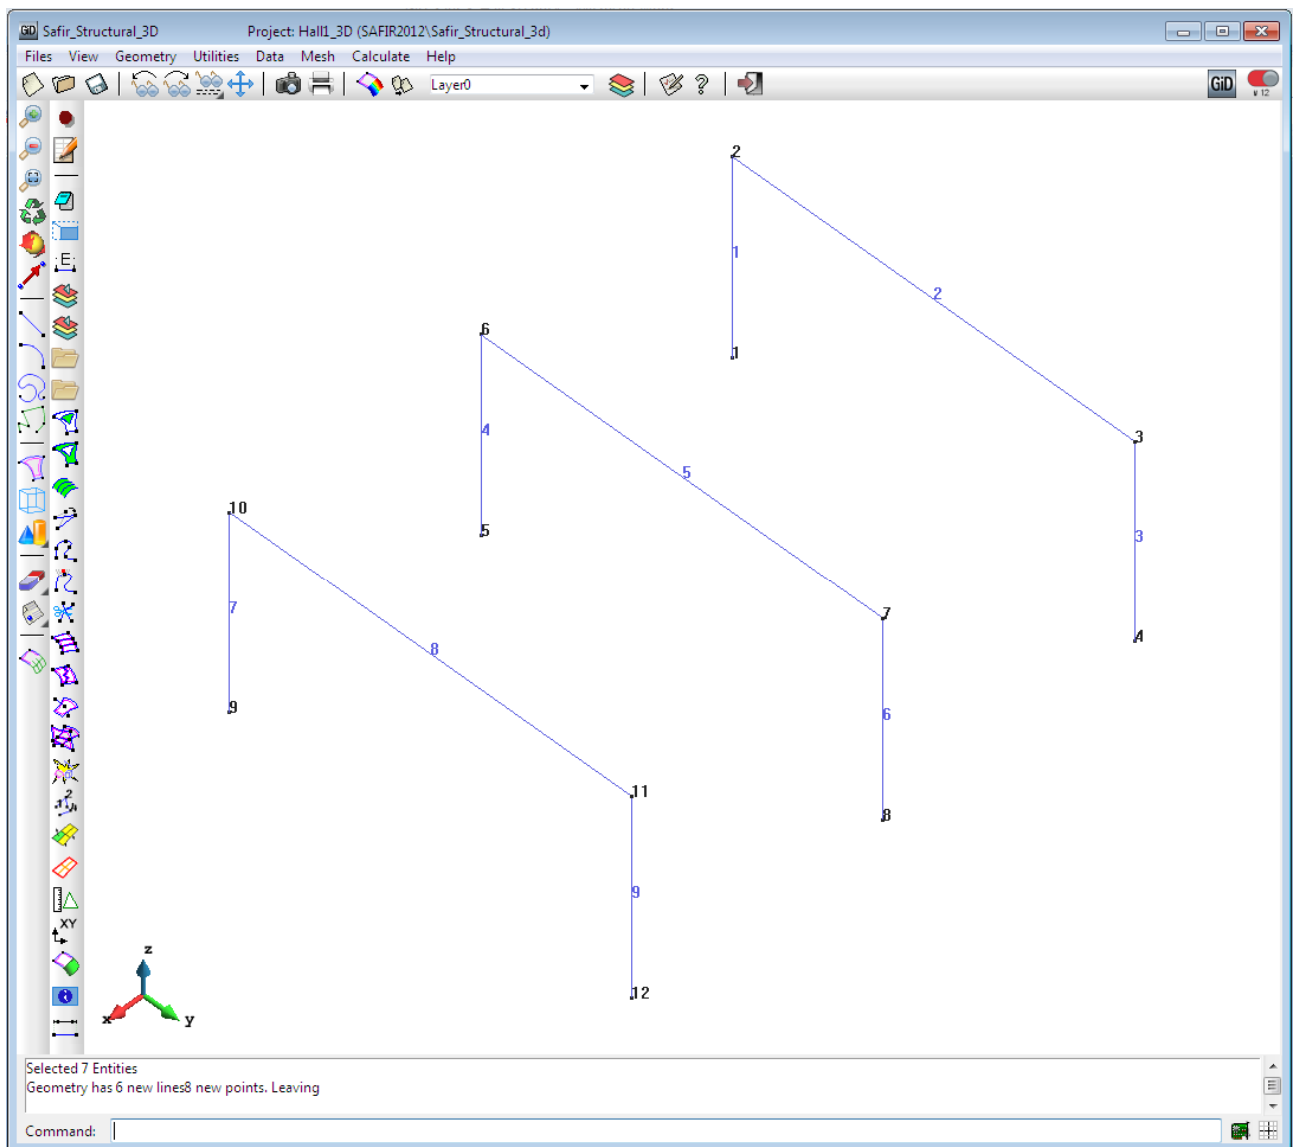 GiD Safir_Structural_3D Project: Hall1_3D (SAFIR2012\Safir_Structural_3d)
Files View Geometry Utilities Data Mesh Calculate Help
Layer0 GiD
v 12
2
1
2
6
1
3
4
5
3
10
5
7
4
7
8
6
9
11
8
9
12
E
2
XY
z
x
y
Selected 7 Entities
Geometry has 6 new lines8 new points. Leaving
Command: